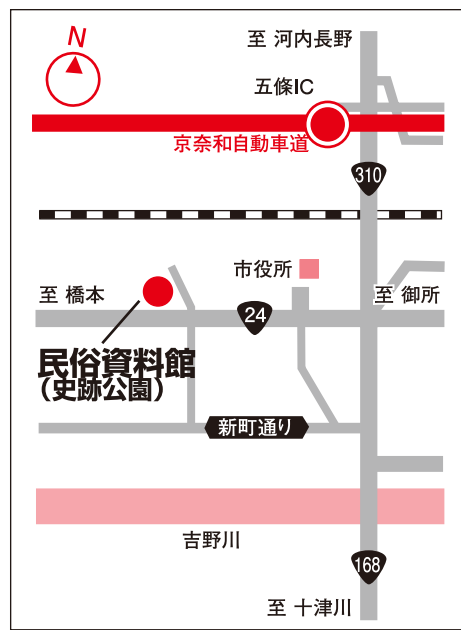 N
至 河内長野
五條IC
京奈和自動車道
310
市役所
至 橋本
24
至 御所
民俗資料館
（史跡公園）
新町通り
吉野川
168
至 十津川